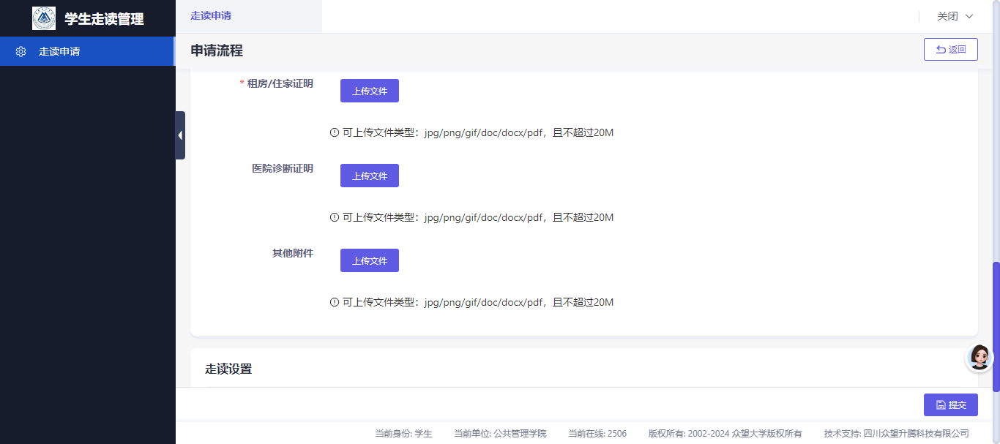 学生走读管理
走读申请
关闭
走读申请
申请流程
返回
* 租房/住家证明
上传文件
可上传文件类型：jpg/png/gif/doc/docx/pdf，且不超过20M
医院诊断证明
上传文件
可上传文件类型：jpg/png/gif/doc/docx/pdf，且不超过20M
其他附件
上传文件
可上传文件类型：jpg/png/gif/doc/docx/pdf，且不超过20M
走读设置
提交
当前身份: 学生 当前单位: 公共管理学院 当前在线: 2506 版权所有: 2002-2024 众望大学版权所有 技术支持: 四川众望升腾科技有限公司